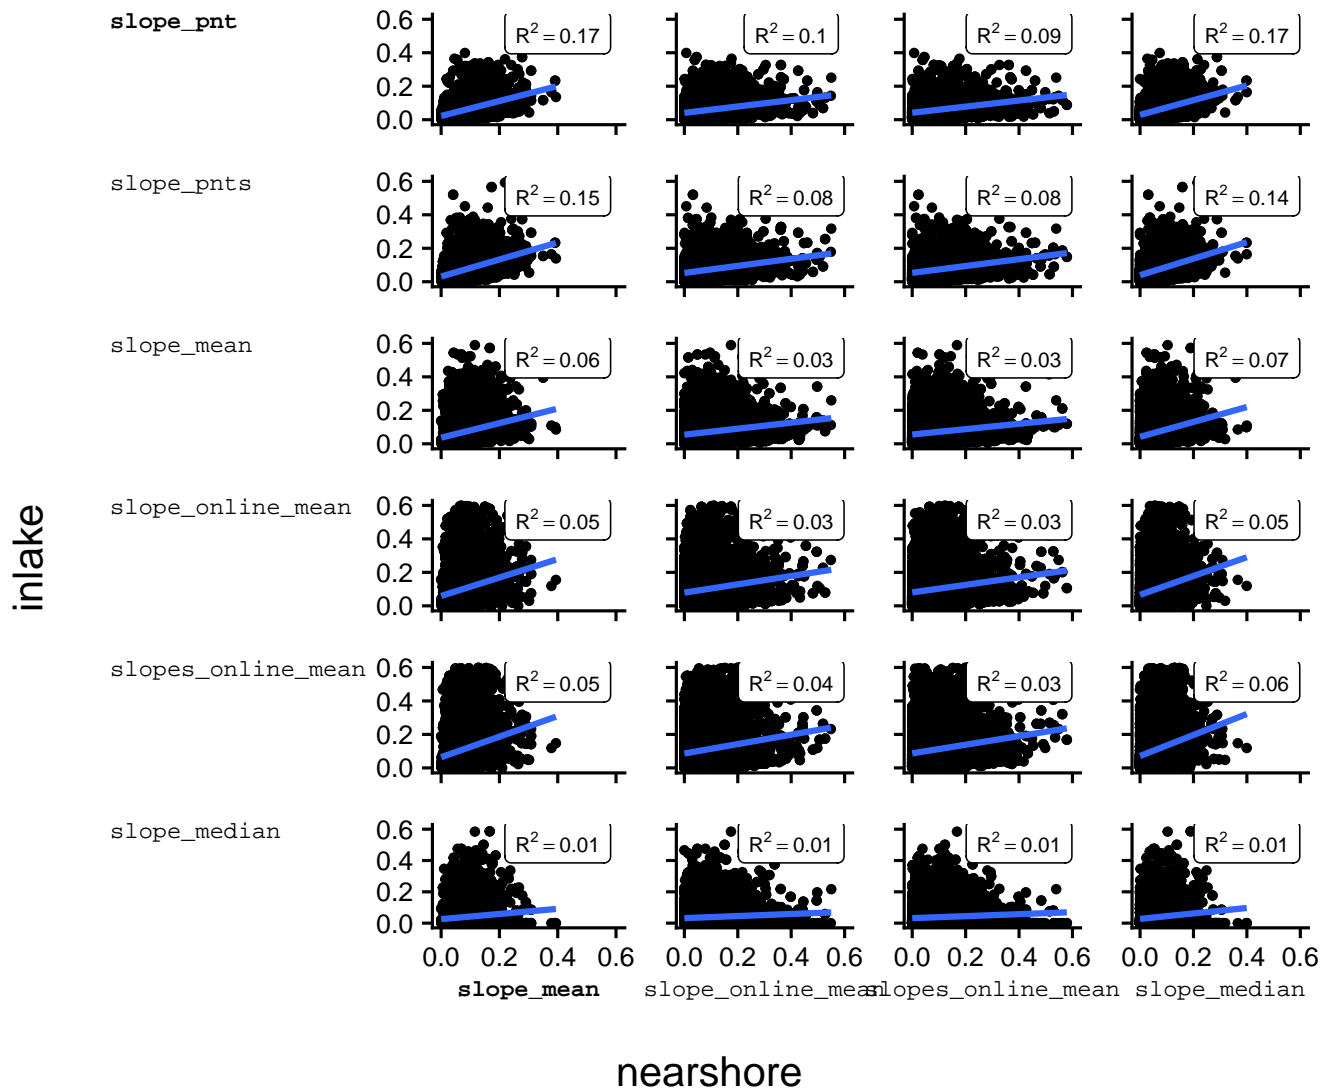 slope_pnt
0.6
0.4
0.2
0.0
R² = 0.17
R² = 0.1
R² = 0.09
R² = 0.17
slope_pnts
0.6
0.4
0.2
0.0
R² = 0.15
R² = 0.08
R² = 0.08
R² = 0.14
slope_mean
0.6
0.4
0.2
0.0
R² = 0.06
R² = 0.03
R² = 0.03
R² = 0.07
inlake
slope_online_mean
0.6
0.4
0.2
0.0
R² = 0.05
R² = 0.03
R² = 0.03
R² = 0.05
slopes_online_mean
0.6
0.4
0.2
0.0
R² = 0.05
R² = 0.04
R² = 0.03
R² = 0.06
slope_median
0.6
0.4
0.2
0.0
R² = 0.01
R² = 0.01
R² = 0.01
R² = 0.01
0.0 0.2 0.4 0.6
0.0 0.2 0.4 0.6
0.0 0.2 0.4 0.6
0.0 0.2 0.4 0.6
slope_mean
slope_online_mean
slopes_online_mean
slope_median
nearshore